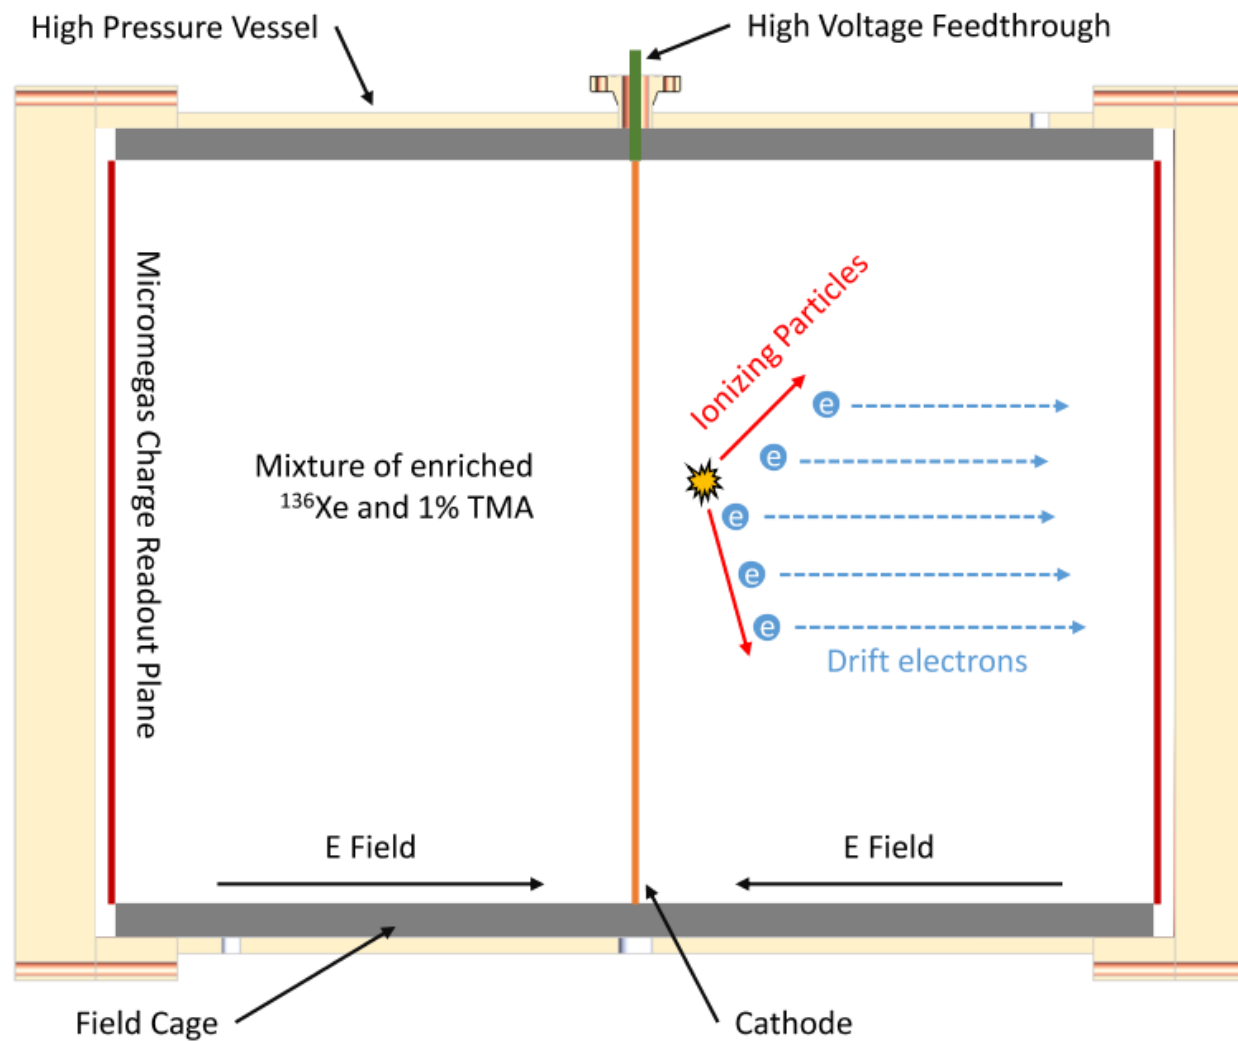 High Pressure Vessel
High Voltage Feedthrough
Micromegas Charge Readout Plane
Ionizing Particles
Mixture of enriched
¹³⁶Xe and 1% TMA
e
e
e
e
e
Drift electrons
E Field
E Field
Field Cage
Cathode